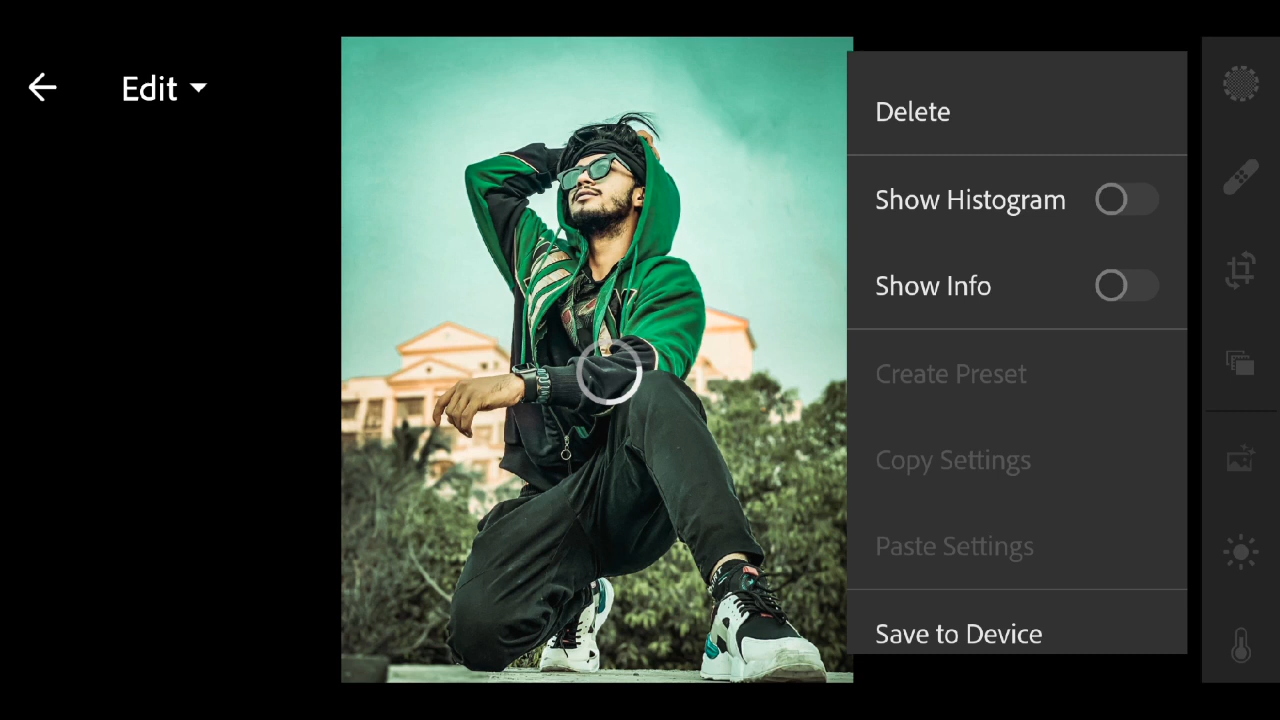 Edit
Delete
Show Histogram
Show Info
Create Preset
Copy Settings
Paste Settings
Save to Device